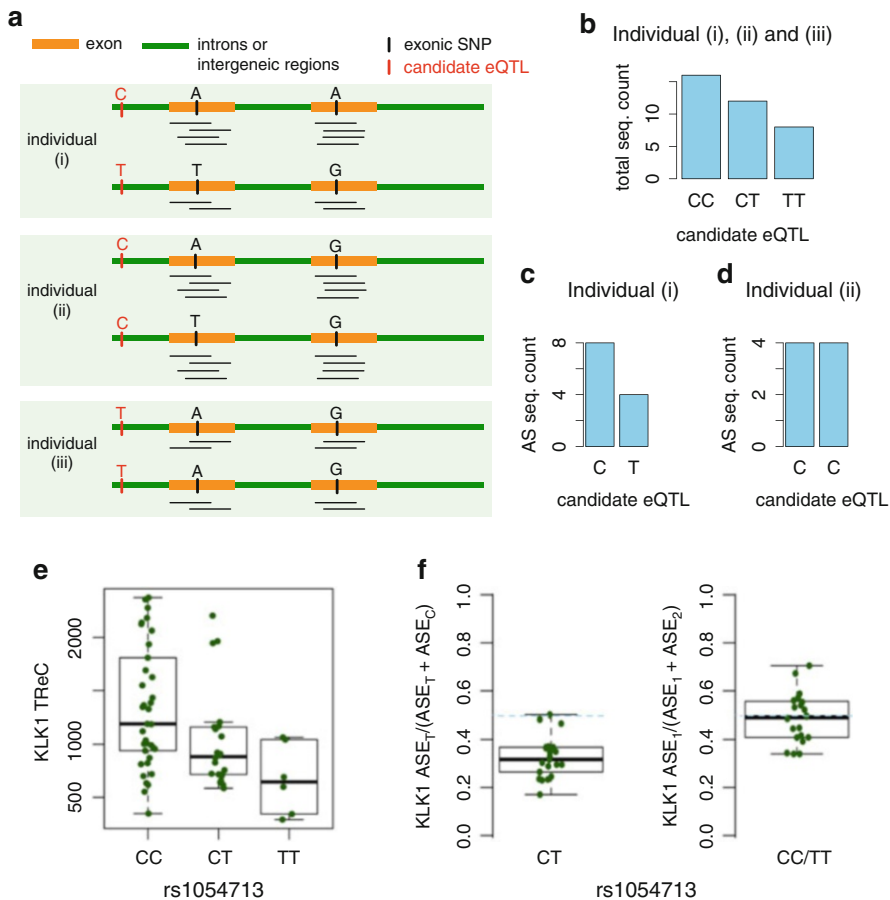 a
exon
introns or
intergeneic regions
exonic SNP
candidate eQTL
individual
(i)
C
A
A
T
T
G
individual
(ii)
C
A
G
C
T
G
individual
(iii)
T
A
G
T
A
G
b
Individual (i), (ii) and (iii)
total seq. count
10
5
0
CC CT TT
candidate eQTL
c
Individual (i)
AS seq. count
8
4
0
C T
candidate eQTL
d
Individual (ii)
AS seq. count
4
2
0
C C
candidate eQTL
e
KLK1 TReC
2000
1000
500
CC CT TT
rs1054713
f
KLK1 ASE_T/(ASE_T + ASE_C)
1.0
0.8
0.6
0.4
0.2
0.0
CT
KLK1 ASE_1/(ASE_1 + ASE_2)
1.0
0.8
0.6
0.4
0.2
0.0
CC/TT
rs1054713